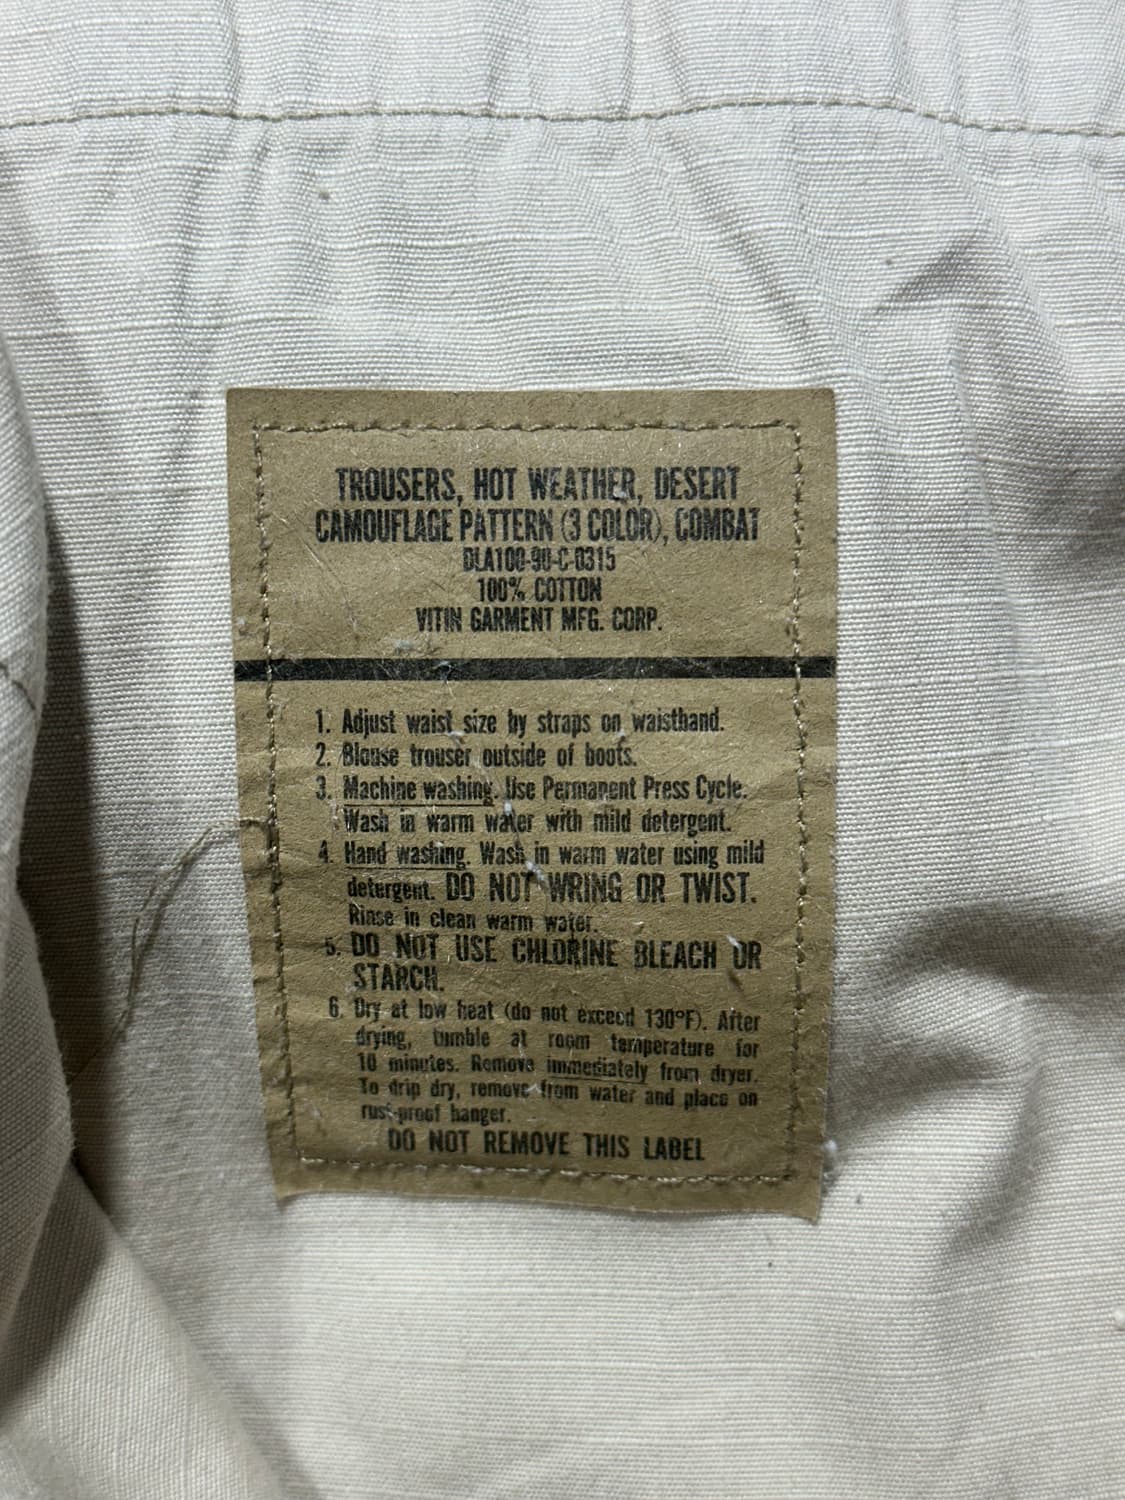 TROUSERS, HOT WEATHER, DESERT
CAMOUFLAGE PATTERN (3 COLOR), COMBAT
DLA100-90-C-0315
100% COTTON
VITIN GARMENT MFG. CORP.
1. Adjust waist size by straps on waistband.
2. Blouse trouser outside of boots.
3. Machine washing. Use Permanent Press Cycle.
Wash in warm water with mild detergent.
4. Hand washing. Wash in warm water using mild
detergent. DO NOT WRING OR TWIST.
Rinse in clean warm water.
5. DO NOT USE CHLORINE BLEACH OR
STARCH.
6. Dry at low heat (do not exceed 130°F). After
drying, tumble at room temperature for
10 minutes. Remove immediately from dryer.
To drip dry, remove from water and place on
rust-proof hanger.
DO NOT REMOVE THIS LABEL